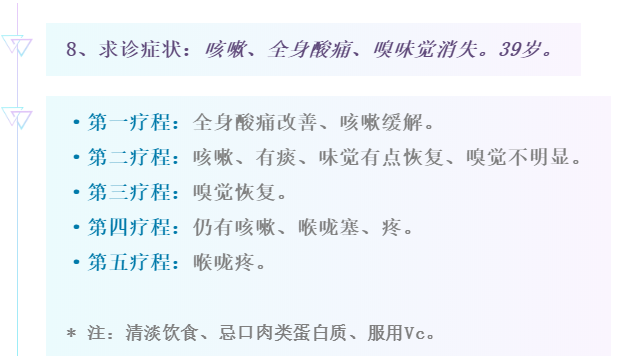 8、求诊症状：咳嗽、全身酸痛、嗅味觉消失。39岁。
·第一疗程：全身酸痛改善、咳嗽缓解。
·第二疗程：咳嗽、有痰、味觉有点恢复、嗅觉不明显。
·第三疗程：嗅觉恢复。
·第四疗程：仍有咳嗽、喉咙塞、疼。
·第五疗程：喉咙疼。
* 注：清淡饮食、忌口肉类蛋白质、服用Vc。